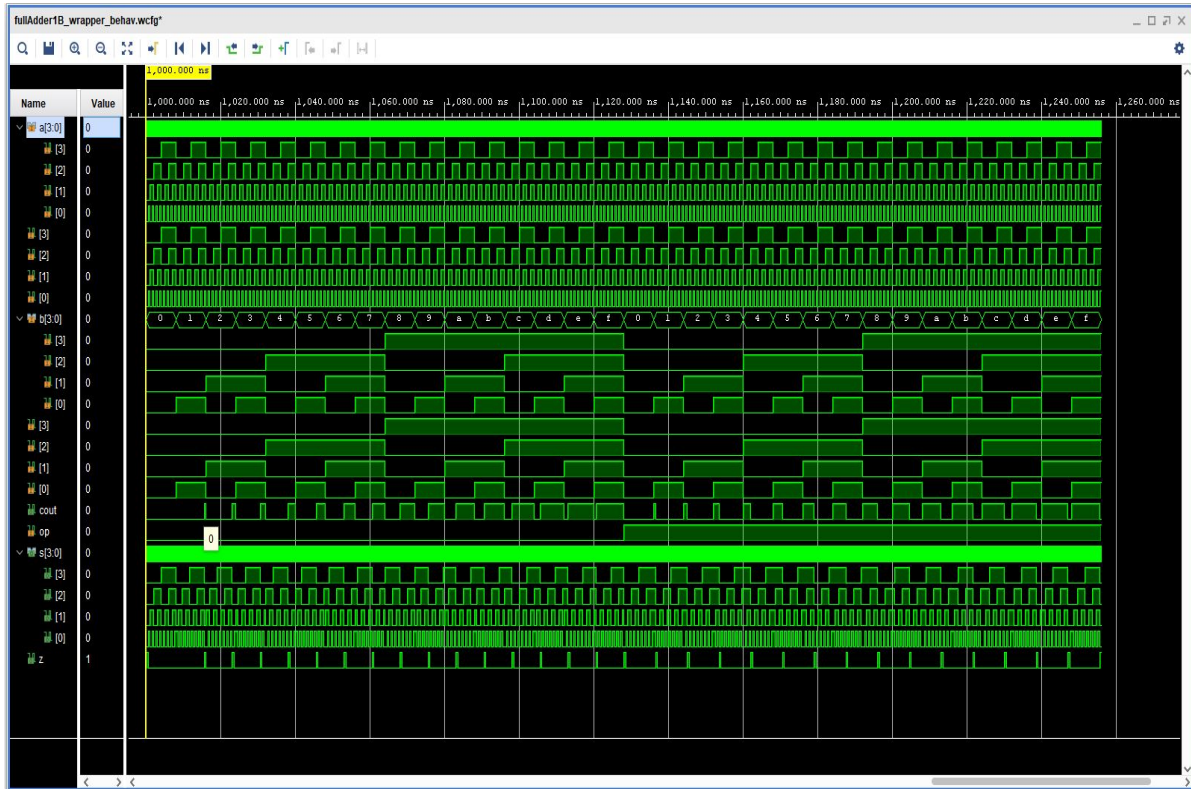 fullAdder1B_wrapper_behav.wcfg*
1,000.000 ns
Name Value
1,000.000 ns 1,020.000 ns 1,040.000 ns 1,060.000 ns 1,080.000 ns 1,100.000 ns 1,120.000 ns 1,140.000 ns 1,160.000 ns 1,180.000 ns 1,200.000 ns 1,220.000 ns 1,240.000 ns 1,260.000 ns
a[3:0] 0
[3] 0
[2] 0
[1] 0
[0] 0
[3] 0
[2] 0
[1] 0
[0] 0
b[3:0] 0 0 1 2 3 4 5 6 7 8 9 a b c d e f 0 1 2 3 4 5 6 7 8 9 a b c d e f
[3] 0
[2] 0
[1] 0
[0] 0
[3] 0
[2] 0
[1] 0
[0] 0
cout 0
op 0 0
s[3:0] 0
[3] 0
[2] 0
[1] 0
[0] 0
z 1